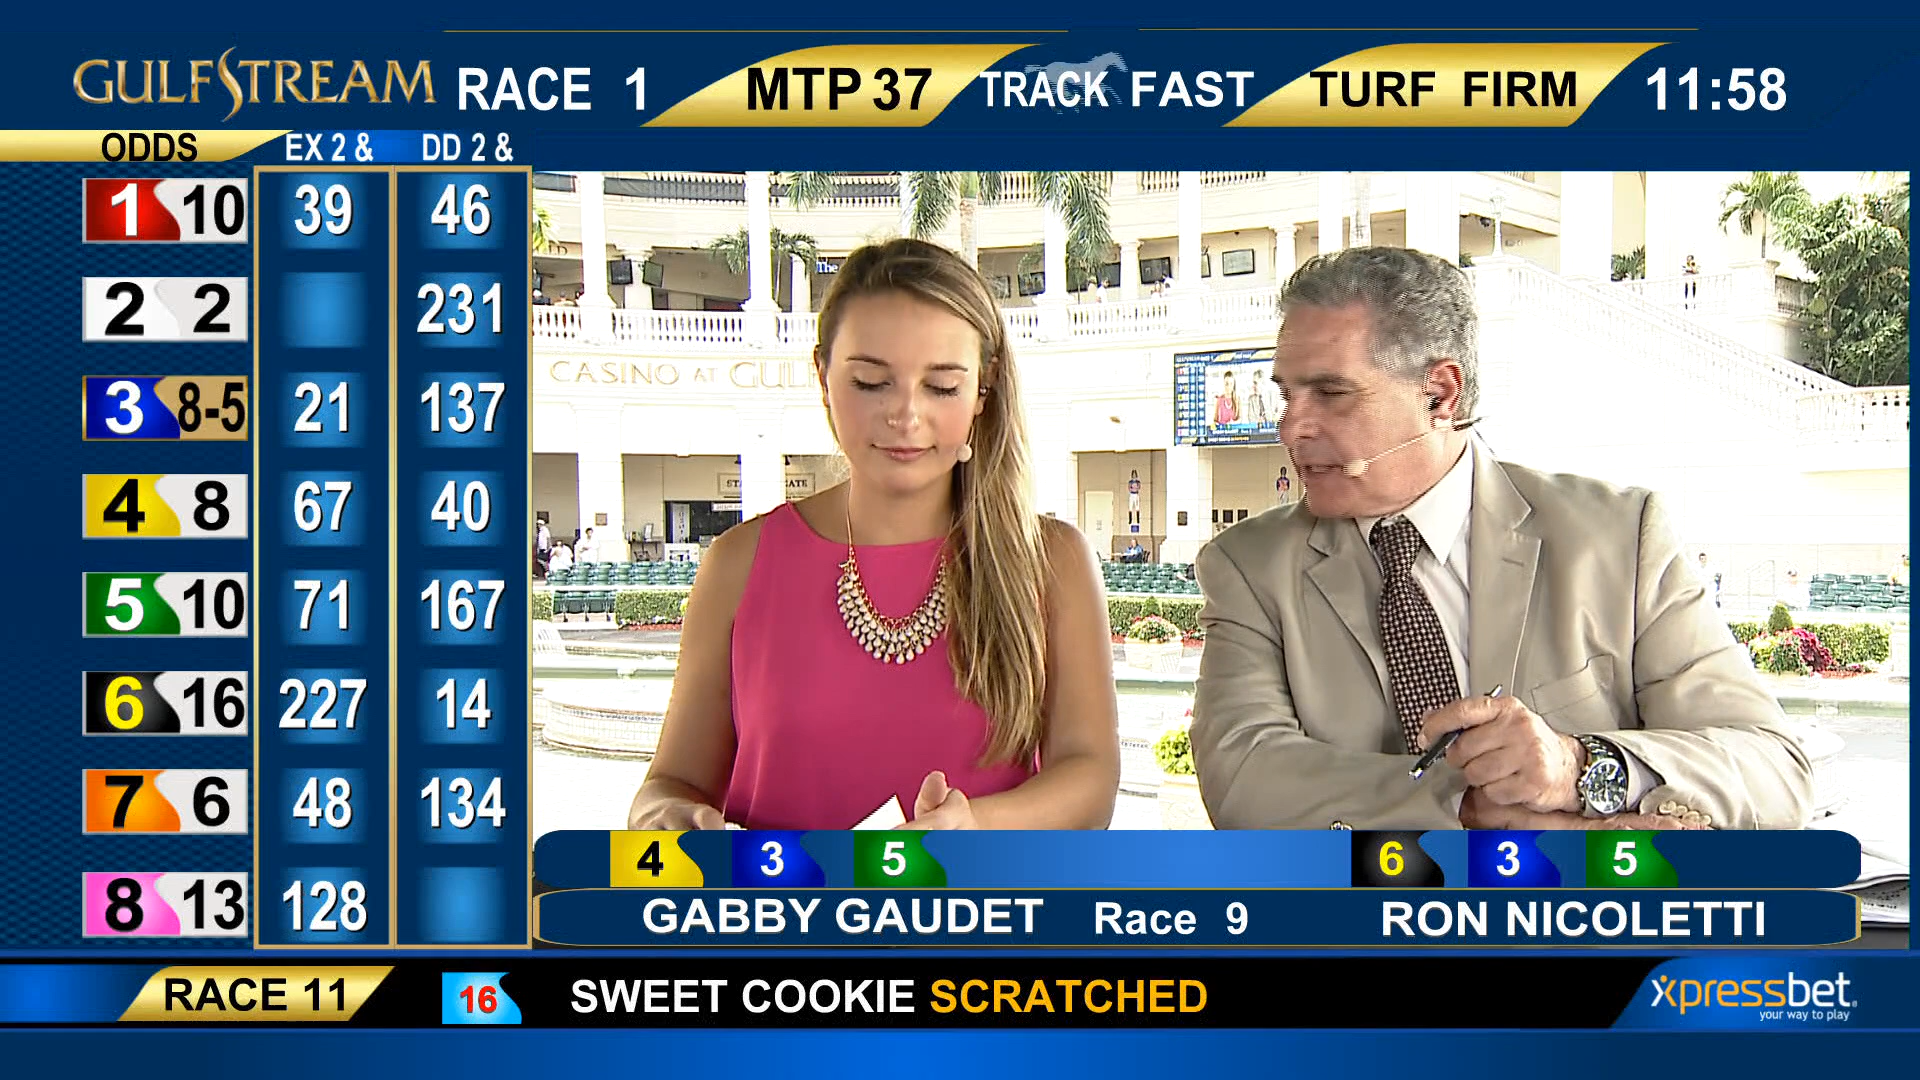 GULFSTREAM RACE 1 MTP 37 TRACK FAST TURF FIRM 11:58
ODDS EX 2 & DD 2 &
1 10 39 46
2 2 231
3 8-5 21 137
4 8 67 40
5 10 71 167
6 16 227 14
7 6 48 134
8 13 128
The
CASINO AT GULF
4 3 5 6 3 5
GABBY GAUDET Race 9 RON NICOLETTI
RACE 11 16 SWEET COOKIE SCRATCHED xpressbet.
your way to play